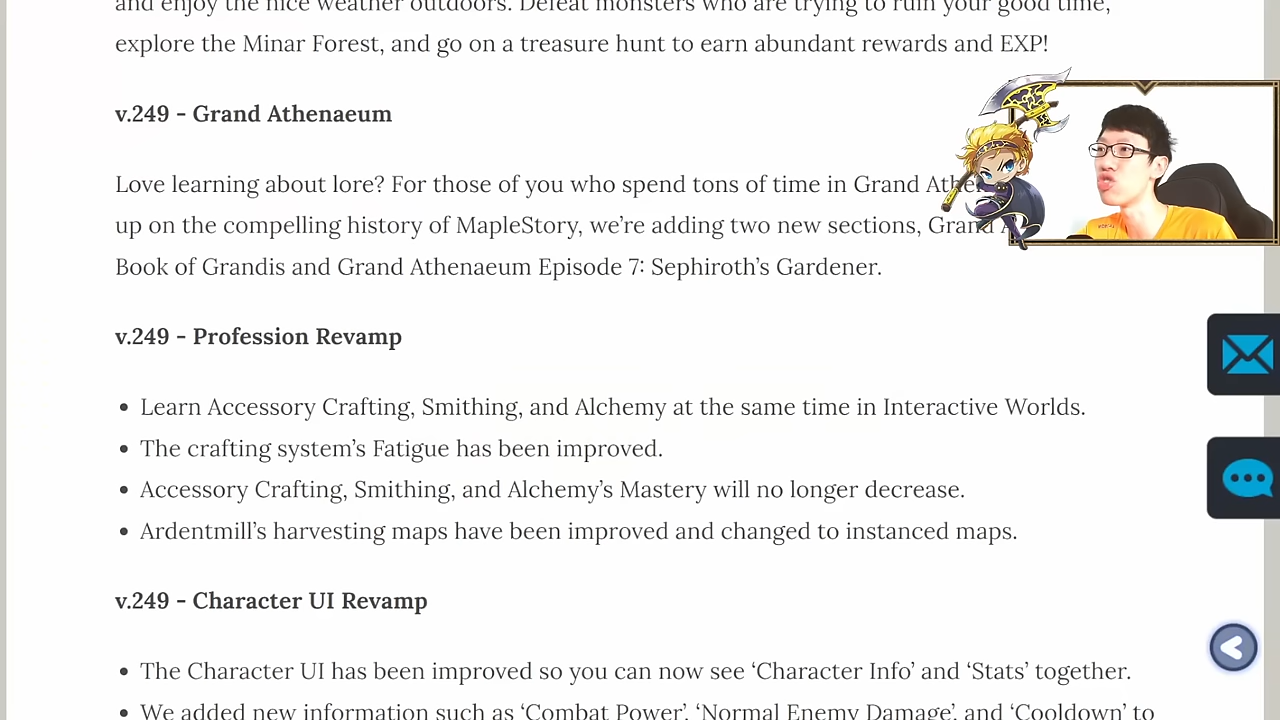 and enjoy the nice weather outdoors. Defeat monsters who are trying to ruin your good time,
explore the Minar Forest, and go on a treasure hunt to earn abundant rewards and EXP!
v.249 - Grand Athenaeum
Love learning about lore? For those of you who spend tons of time in Grand
up on the compelling history of MapleStory, we’re adding two new sections, Grand
Book of Grandis and Grand Athenaeum Episode 7: Sephiroth’s Gardener.
v.249 - Profession Revamp
• Learn Accessory Crafting, Smithing, and Alchemy at the same time in Interactive Worlds.
• The crafting system’s Fatigue has been improved.
• Accessory Crafting, Smithing, and Alchemy’s Mastery will no longer decrease.
• Ardentmill’s harvesting maps have been improved and changed to instanced maps.
v.249 - Character UI Revamp
• The Character UI has been improved so you can now see ‘Character Info’ and ‘Stats’ together.
• We added new information such as ‘Combat Power’, ‘Normal Enemy Damage’, and ‘Cooldown’ to